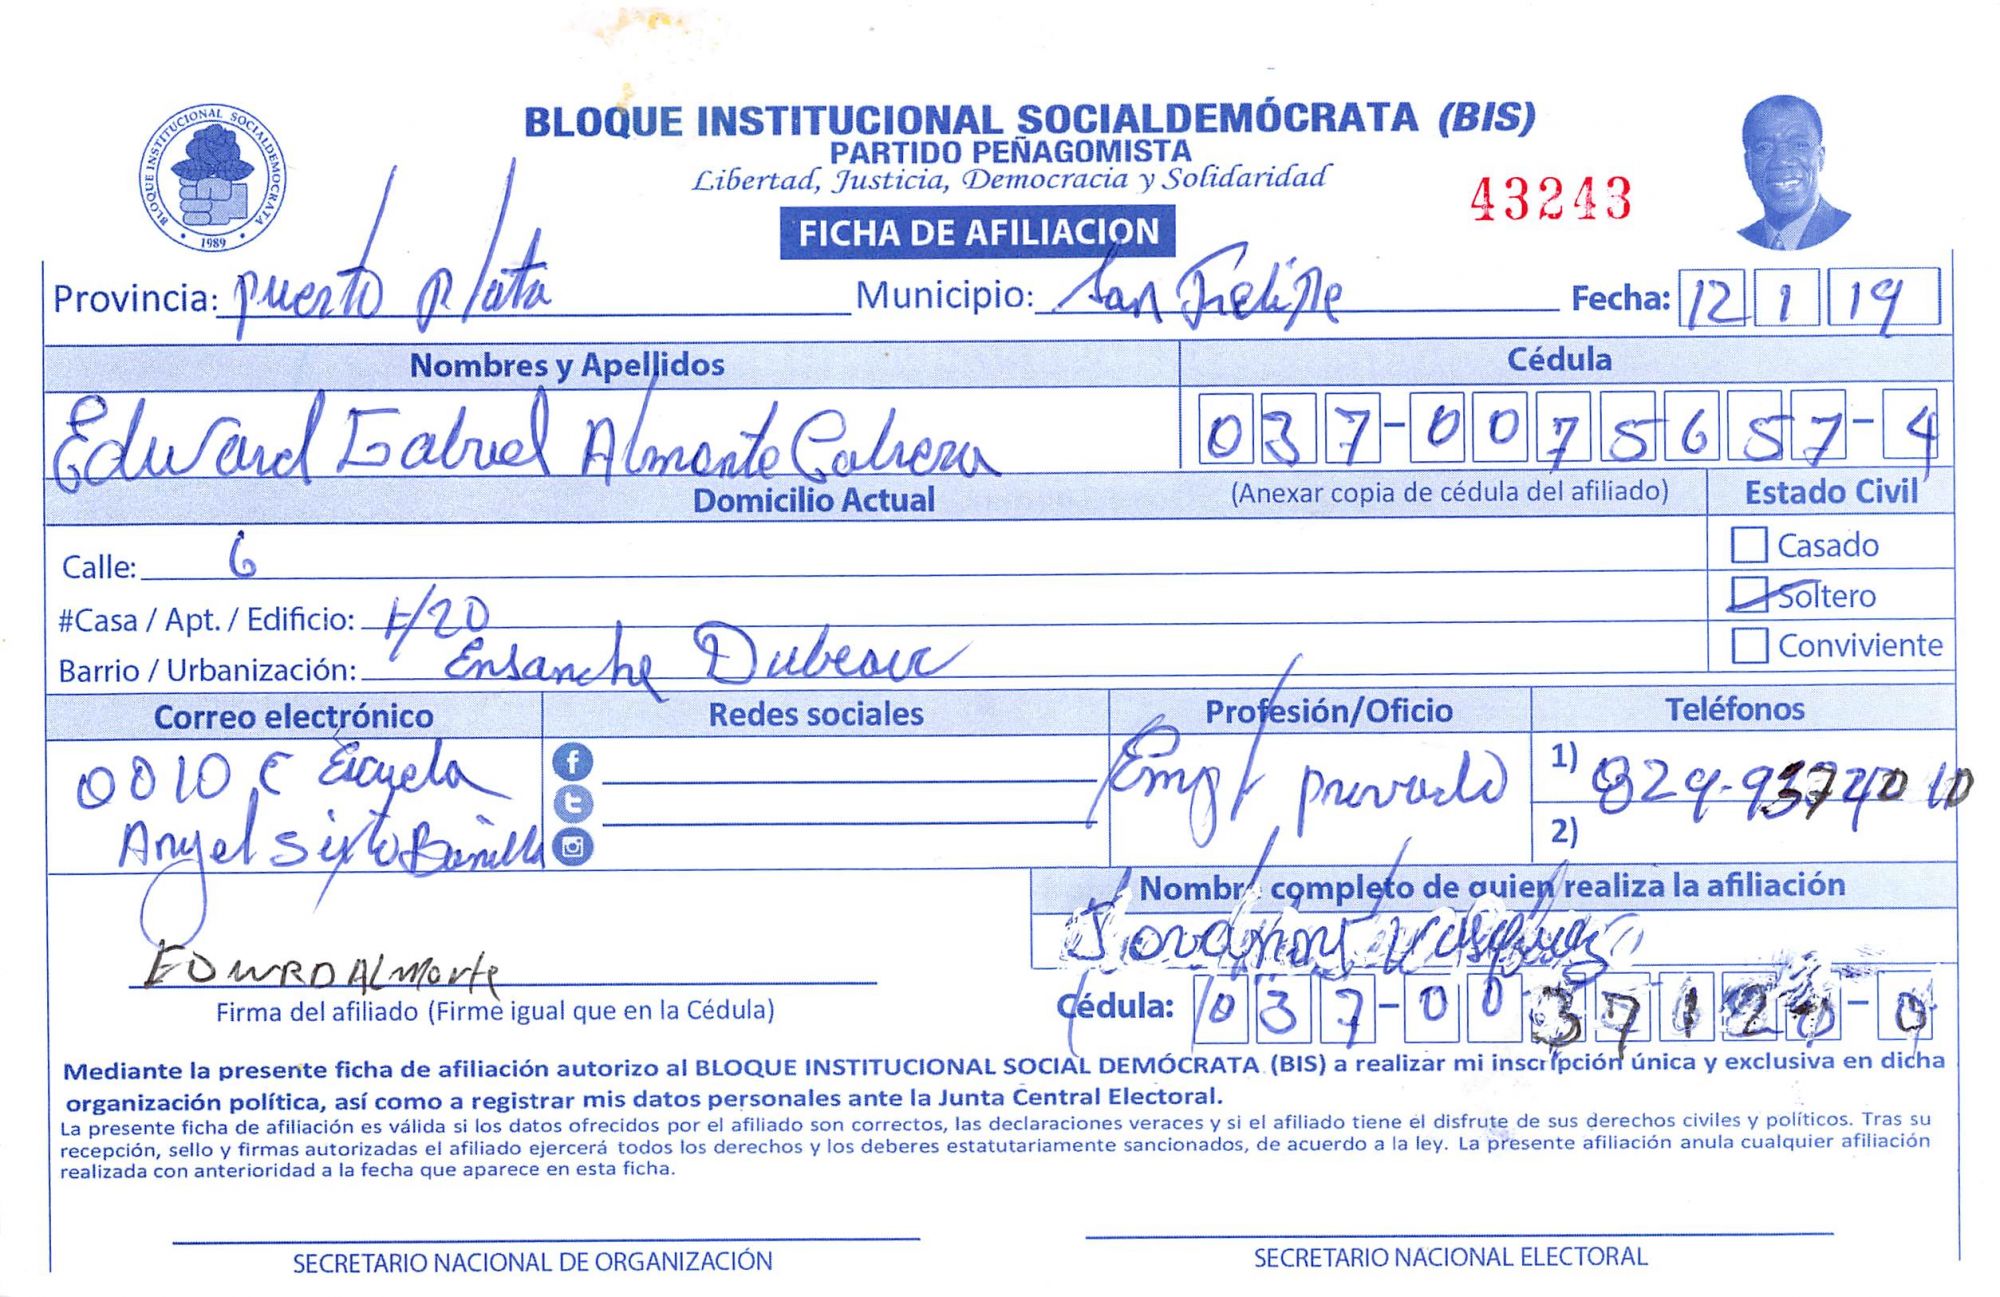 BLOQUE INSTITUCIONAL SOCIALDEMÓCRATA (BIS)
PARTIDO PEÑAGOMISTA
Libertad, Justicia, Democracia y Solidaridad
BLOQUE INSTITUCIONAL SOCIALDEMOCRATA
1989
43243
FICHA DE AFILIACION
Provincia: Puerto Plata Municipio: San Felipe Fecha: 12 1 19
Nombres y Apellidos Cédula
Edward Gabriel Almonte Cabrera 037-0075657-4
Domicilio Actual (Anexar copia de cédula del afiliado) Estado Civil
Calle: 6 Casado
#Casa / Apt. / Edificio: #/20 Soltero
Barrio / Urbanización: Ensanche Dubeau Conviviente
Correo electrónico Redes sociales Profesión/Oficio Teléfonos
0010 C Escuela Emp/ privado 1) 829-937
Angel Sixto Bonilla 2)
Nombre completo de quien realiza la afiliación
EDWARD ALMONTE
Firma del afiliado (Firme igual que en la Cédula) Cédula: 037-00
Mediante la presente ficha de afiliación autorizo al BLOQUE INSTITUCIONAL SOCIAL DEMÓCRATA (BIS) a realizar mi inscripción única y exclusiva en dicha
organización política, así como a registrar mis datos personales ante la Junta Central Electoral.
La presente ficha de afiliación es válida si los datos ofrecidos por el afiliado son correctos, las declaraciones veraces y si el afiliado tiene el disfrute de sus derechos civiles y políticos. Tras su
recepción, sello y firmas autorizadas el afiliado ejercerá todos los derechos y los deberes estatutariamente sancionados, de acuerdo a la ley. La presente afiliación anula cualquier afiliación
realizada con anterioridad a la fecha que aparece en esta ficha.
SECRETARIO NACIONAL DE ORGANIZACIÓN SECRETARIO NACIONAL ELECTORAL